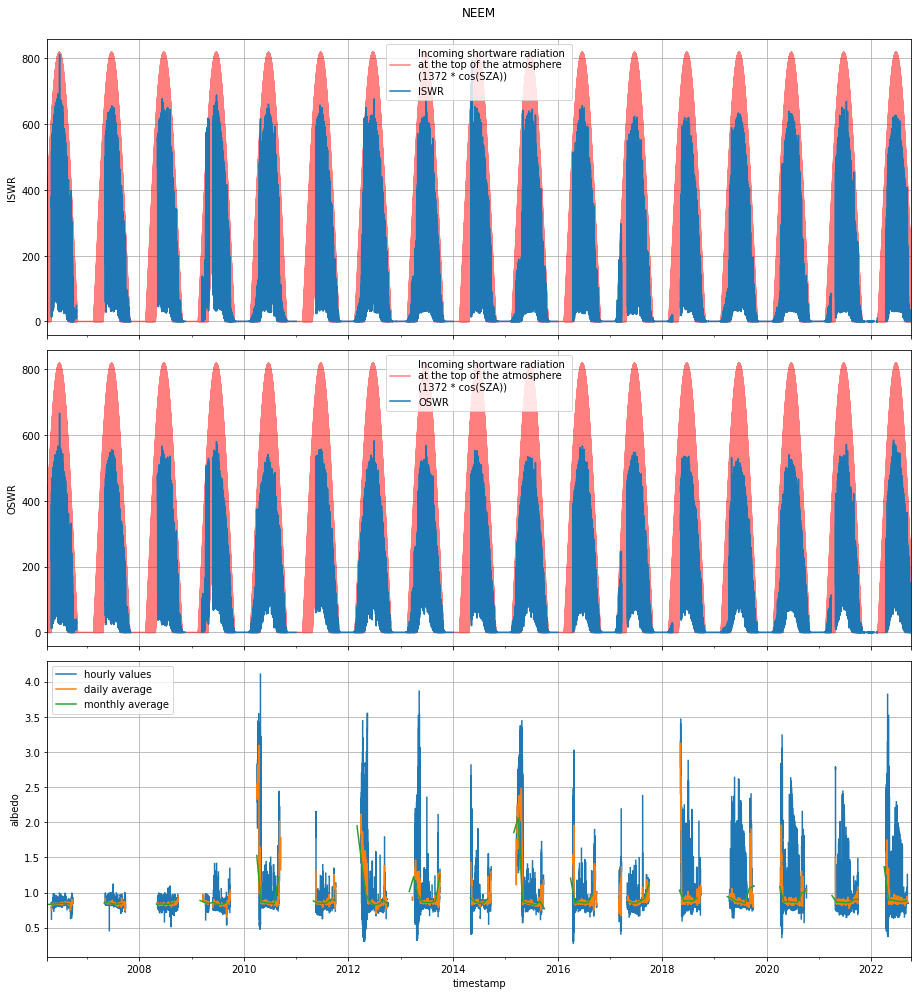 NEEM
800
600
400
200
0
ISWR
Incoming shortware radiation
at the top of the atmosphere
(1372 * cos(SZA))
ISWR
800
600
400
200
0
OSWR
Incoming shortware radiation
at the top of the atmosphere
(1372 * cos(SZA))
OSWR
4.0
3.5
3.0
2.5
2.0
1.5
1.0
0.5
albedo
hourly values
daily average
monthly average
2008 2010 2012 2014 2016 2018 2020 2022
timestamp